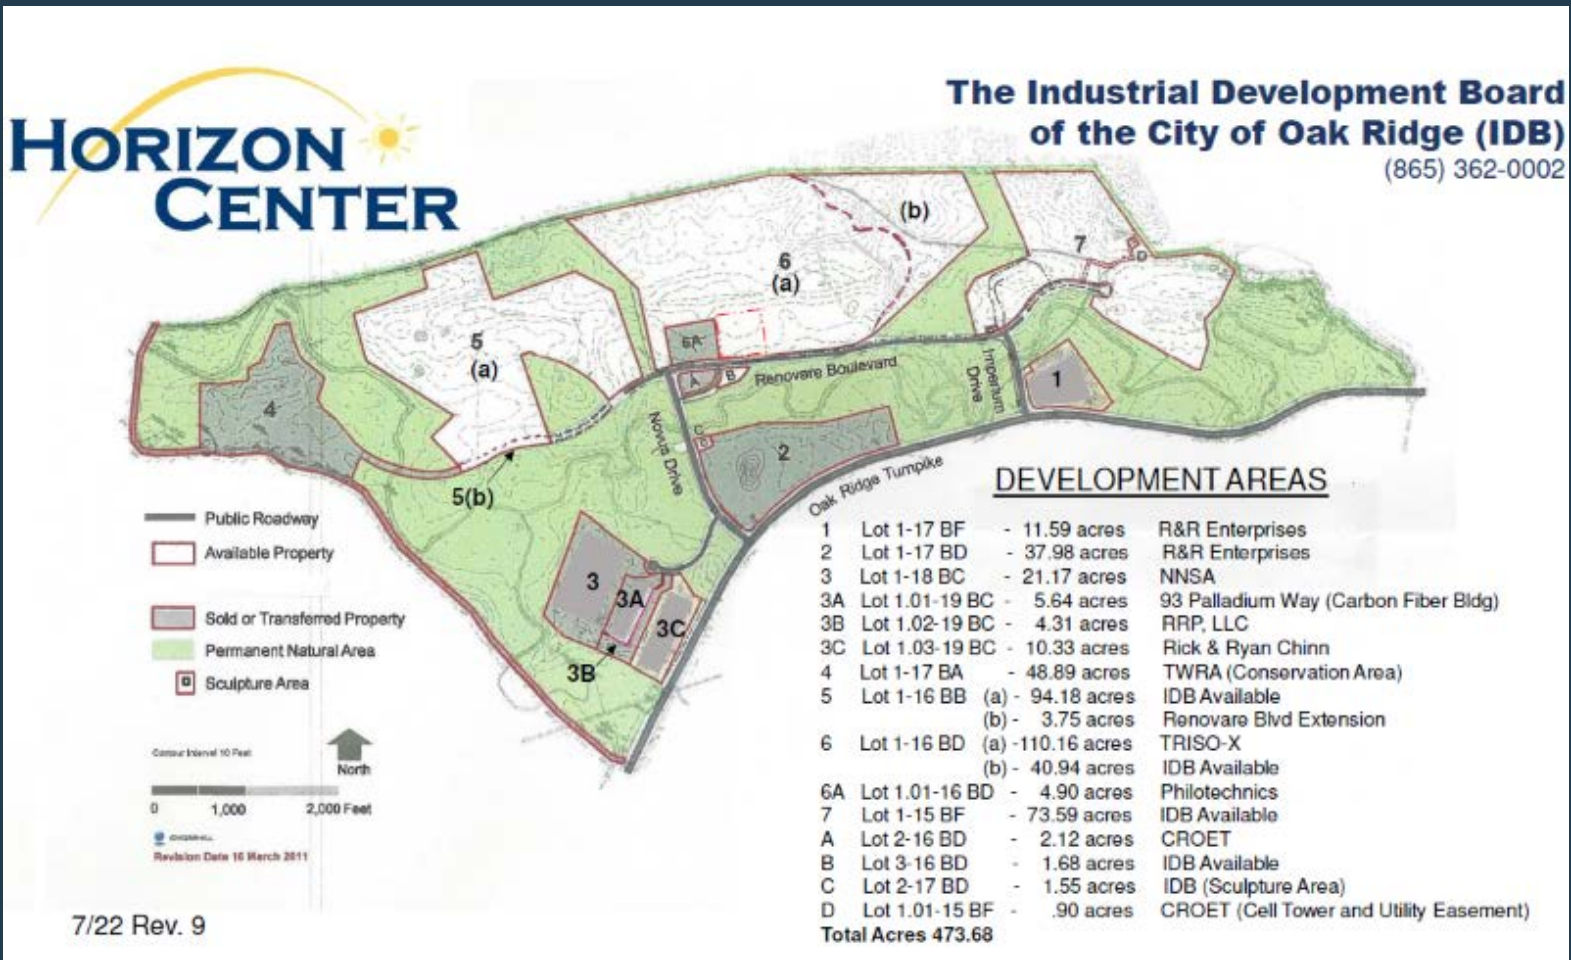 HORIZON
CENTER
The Industrial Development Board
of the City of Oak Ridge (IDB)
(865) 362-0002
(b)
7
6
(a)
D
5
(a)
6A
A
B
Renovare Boulevard
Imperium
Drive
1
4
Novus Drive
C
2
Oak Ridge Turnpike
5(b)
3
3A
3C
3B
Public Roadway
Available Property
Sold or Transferred Property
Permanent Natural Area
Sculpture Area
Contour Interval 10 Feet
North
0 1,000 2,000 Feet
Revision Date 16 March 2011
7/22 Rev. 9
DEVELOPMENT AREAS
1 Lot 1-17 BF - 11.59 acres R&R Enterprises
2 Lot 1-17 BD - 37.98 acres R&R Enterprises
3 Lot 1-18 BC - 21.17 acres NNSA
3A Lot 1.01-19 BC - 5.64 acres 93 Palladium Way (Carbon Fiber Bldg)
3B Lot 1.02-19 BC - 4.31 acres RRP, LLC
3C Lot 1.03-19 BC - 10.33 acres Rick & Ryan Chinn
4 Lot 1-17 BA - 48.89 acres TWRA (Conservation Area)
5 Lot 1-16 BB (a) - 94.18 acres IDB Available
(b) - 3.75 acres Renovare Blvd Extension
6 Lot 1-16 BD (a) -110.16 acres TRISO-X
(b) - 40.94 acres IDB Available
6A Lot 1.01-16 BD - 4.90 acres Philotechnics
7 Lot 1-15 BF - 73.59 acres IDB Available
A Lot 2-16 BD - 2.12 acres CROET
B Lot 3-16 BD - 1.68 acres IDB Available
C Lot 2-17 BD - 1.55 acres IDB (Sculpture Area)
D Lot 1.01-15 BF - .90 acres CROET (Cell Tower and Utility Easement)
Total Acres 473.68